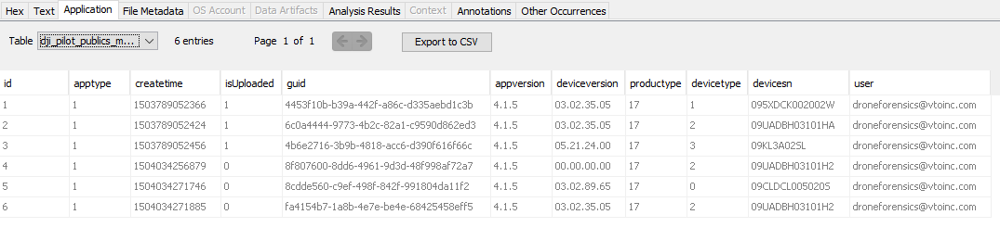 Hex Text Application File Metadata OS Account Data Artifacts Analysis Results Context Annotations Other Occurrences
Table dji_pilot_publics_m... 6 entries Page 1 of 1 Export to CSV
id apptype createtime isUploaded guid appversion deviceversion productype devicetype devicesn user
1 1 1503789052366 1 4453f10b-b39a-442f-a86c-d335aebd1c3b 4.1.5 03.02.35.05 17 1 095XDCK002002W droneforensics@vtoinc.com
2 1 1503789052424 1 6c0a4444-9773-4b2c-82a1-c9590d862ed3 4.1.5 03.02.35.05 17 2 09UADBH03101HA droneforensics@vtoinc.com
3 1 1503789052456 1 4b6e2716-3b9b-4818-acc6-d390f616f66c 4.1.5 05.21.24.00 17 3 09KL3A02SL droneforensics@vtoinc.com
4 1 1504034256879 0 8f807600-8dd6-4961-9d3d-48f998af72a7 4.1.5 00.00.00.00 17 2 09UADBH03101H2 droneforensics@vtoinc.com
5 1 1504034271746 0 8cdde560-c9ef-498f-842f-991804da11f2 4.1.5 03.02.89.65 17 0 09CLDCL005020S droneforensics@vtoinc.com
6 1 1504034271885 0 fa4154b7-1a8b-4e7e-be4e-68425458eff5 4.1.5 03.02.35.05 17 2 09UADBH03101H2 droneforensics@vtoinc.com